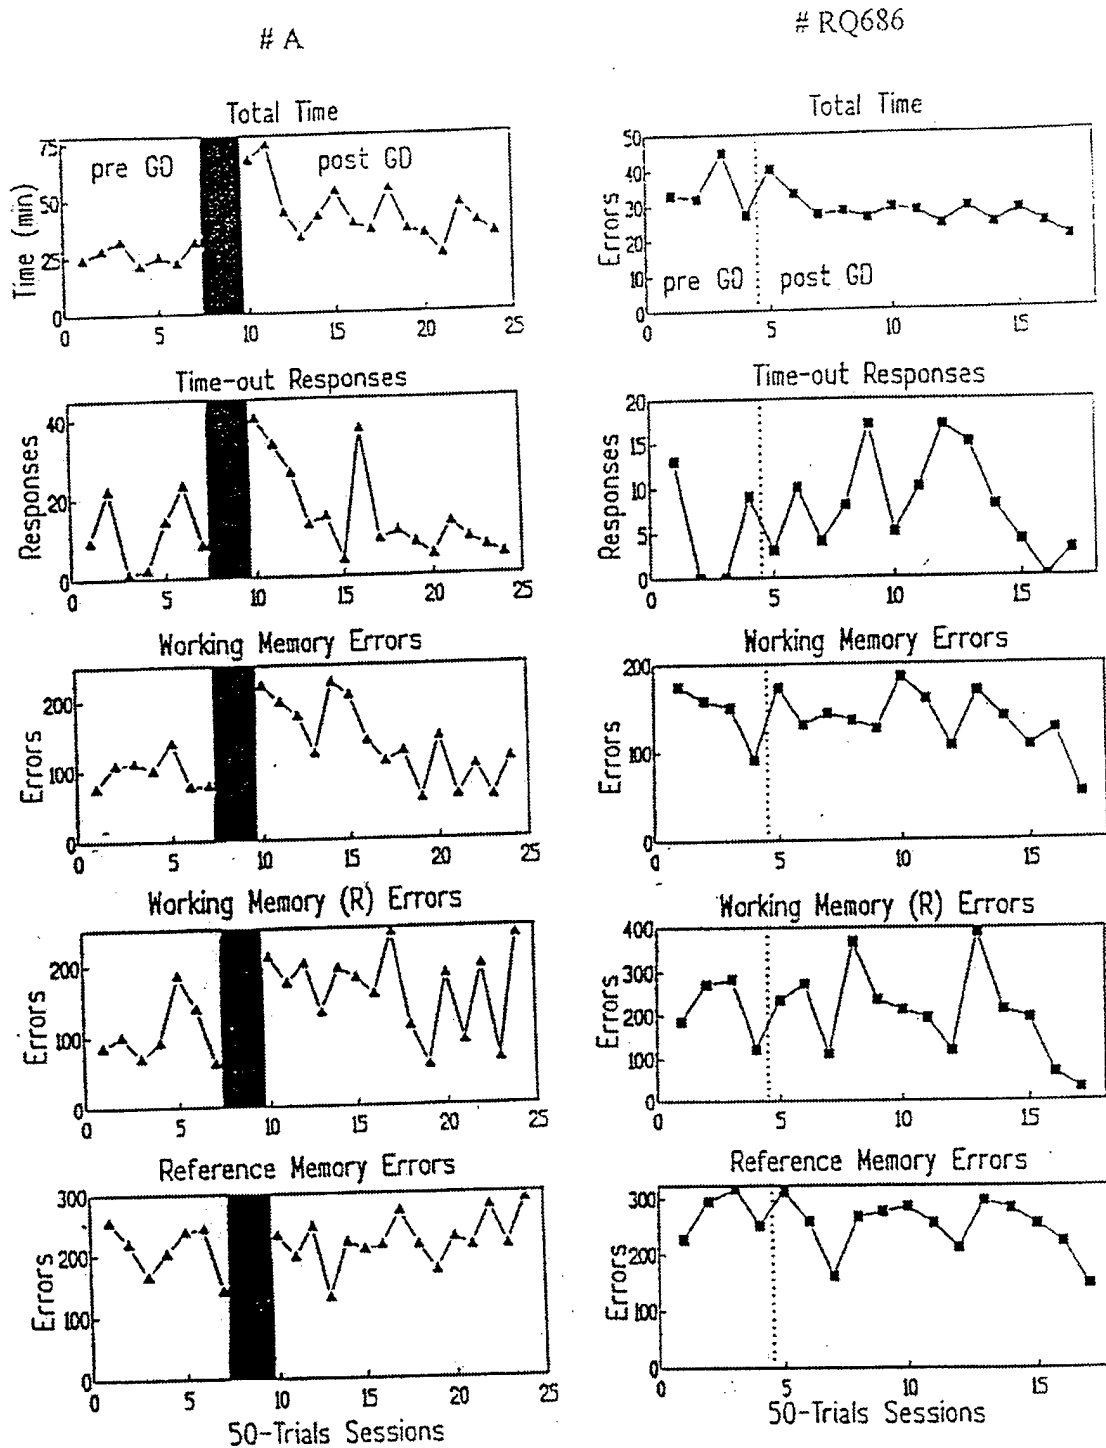 # A
Total Time
Time (min)
75
50
25
0
pre GD
post GD
0 5 10 15 20 25
Time-out Responses
Responses
40
20
0
0 5 10 15 20 25
Working Memory Errors
Errors
200
100
0
0 5 10 15 20 25
Working Memory (R) Errors
Errors
200
100
0
0 5 10 15 20 25
Reference Memory Errors
Errors
300
200
100
0
0 5 10 15 20 25
50-Trials Sessions
# RQ686
Total Time
Errors
50
40
30
20
10
0
pre GD
post GD
0 5 10 15
Time-out Responses
Responses
20
15
10
5
0
0 5 10 15
Working Memory Errors
Errors
200
100
0
0 5 10 15
Working Memory (R) Errors
Errors
400
300
200
100
0
0 5 10 15
Reference Memory Errors
Errors
300
200
100
0
0 5 10 15
50-Trials Sessions